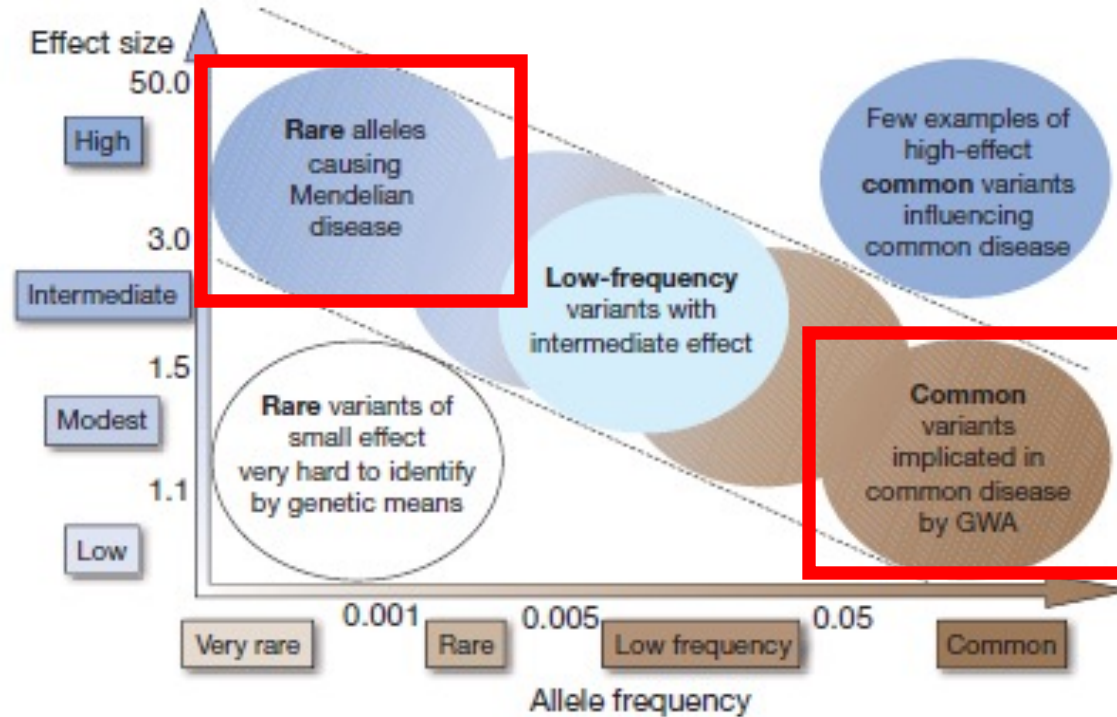 Effect size
50.0
High
3.0
Intermediate
1.5
Modest
1.1
Low
Rare alleles
causing
Mendelian
disease
Few examples of
high-effect
common variants
influencing
common disease
Low-frequency
variants with
intermediate effect
Rare variants of
small effect
very hard to identify
by genetic means
Common
variants
implicated in
common disease
by GWA
0.001
0.005
0.05
Very rare
Rare
Low frequency
Common
Allele frequency